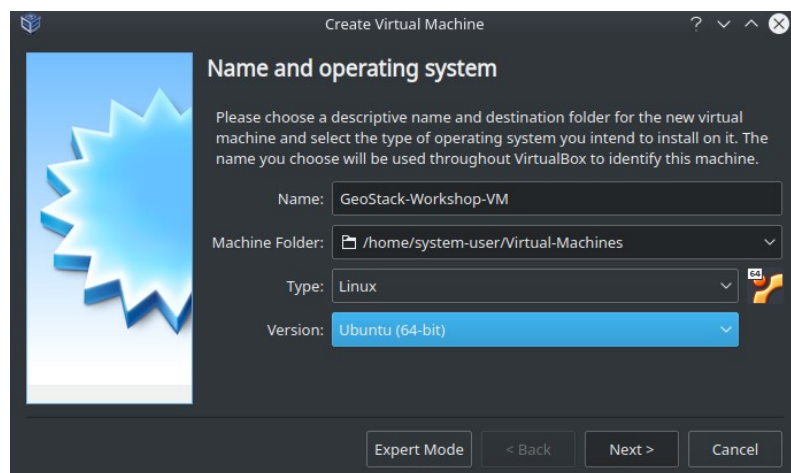 Create Virtual Machine
?
Name and operating system
Please choose a descriptive name and destination folder for the new virtual
machine and select the type of operating system you intend to install on it. The
name you choose will be used throughout VirtualBox to identify this machine.
Name: GeoStack-Workshop-VM
Machine Folder: /home/system-user/Virtual-Machines
Type: Linux
64
Version: Ubuntu (64-bit)
Expert Mode < Back Next > Cancel